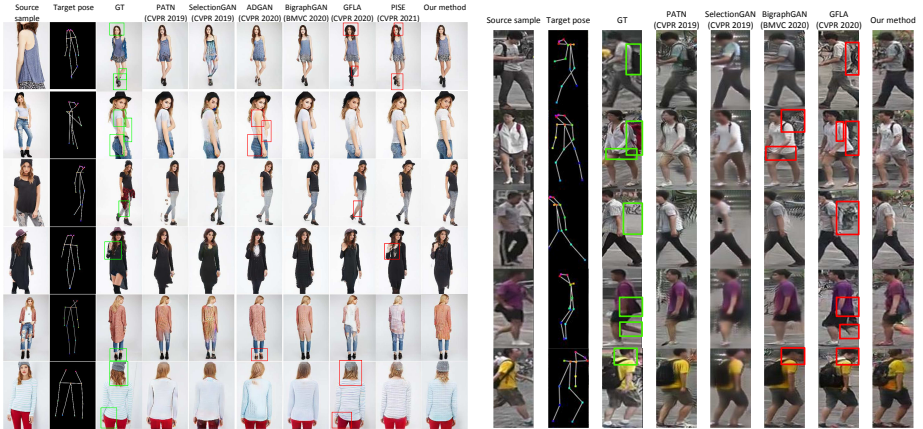 Source sample Target pose GT PATN (CVPR 2019) SelectionGAN (CVPR 2019) ADGAN (CVPR 2020) BigraphGAN (BMVC 2020) GFLA (CVPR 2020) PISE (CVPR 2021) Our method
Source sample Target pose GT PATN (CVPR 2019) SelectionGAN (CVPR 2019) BigraphGAN (BMVC 2020) GFLA (CVPR 2020) Our method